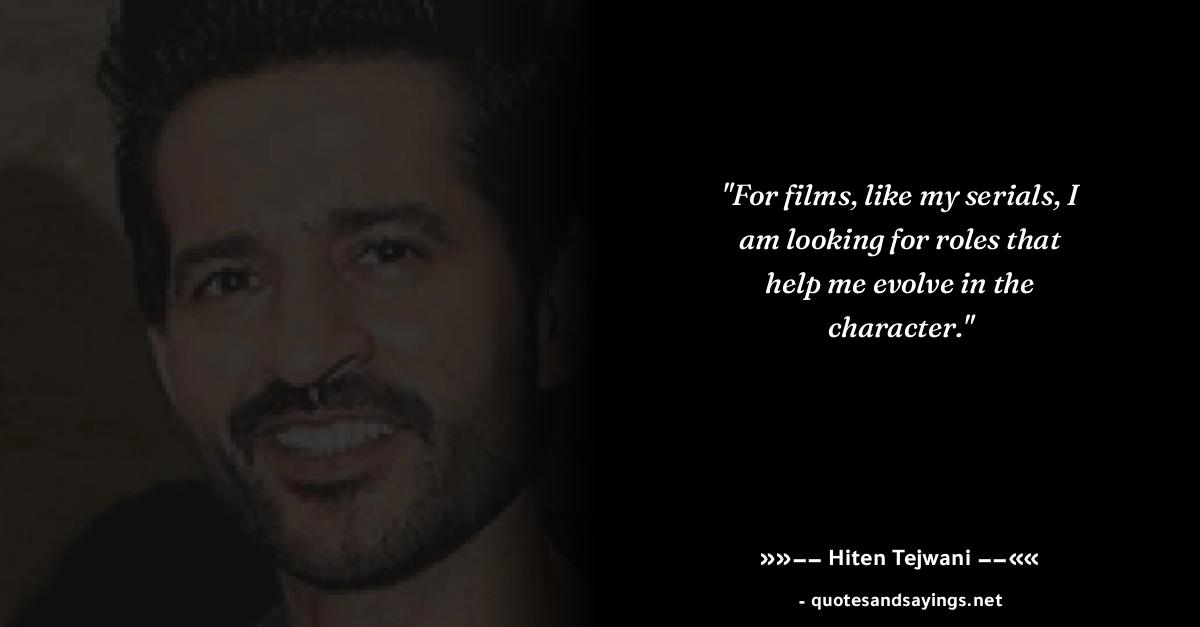 "For films, like my serials, I
am looking for roles that
help me evolve in the
character."
»»−− Hiten Tejwani −−««
- quotesandsayings.net